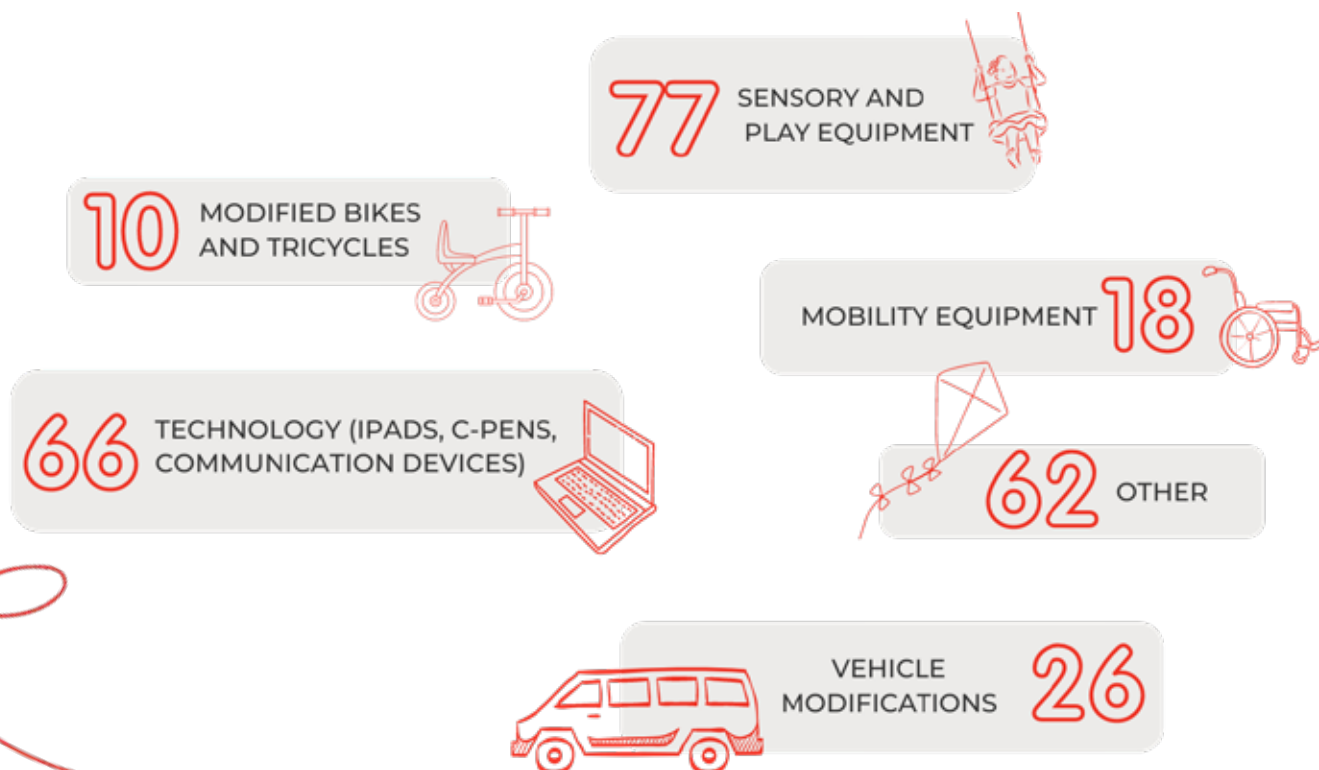 77 SENSORY AND
PLAY EQUIPMENT
10 MODIFIED BIKES
AND TRICYCLES
MOBILITY EQUIPMENT 18
66 TECHNOLOGY (IPADS, C-PENS,
COMMUNICATION DEVICES)
62 OTHER
VEHICLE
MODIFICATIONS 26